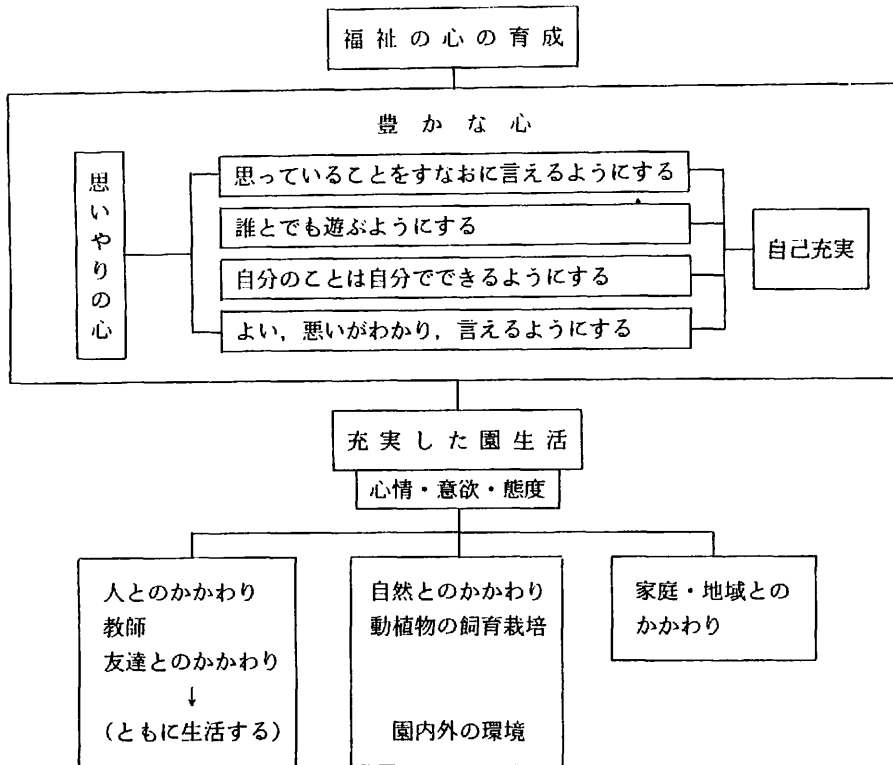 福祉の心の育成
豊かな心
思いやりの心
思っていることをすなおに言えるようにする
誰とでも遊ぶようにする
自分のことは自分でできるようにする
よい，悪いがわかり，言えるようにする
自己充実
充実した園生活
心情・意欲・態度
人とのかかわり
教師
友達とのかかわり
↓
（ともに生活する）
自然とのかかわり
動植物の飼育栽培
園内外の環境
家庭・地域との
かかわり